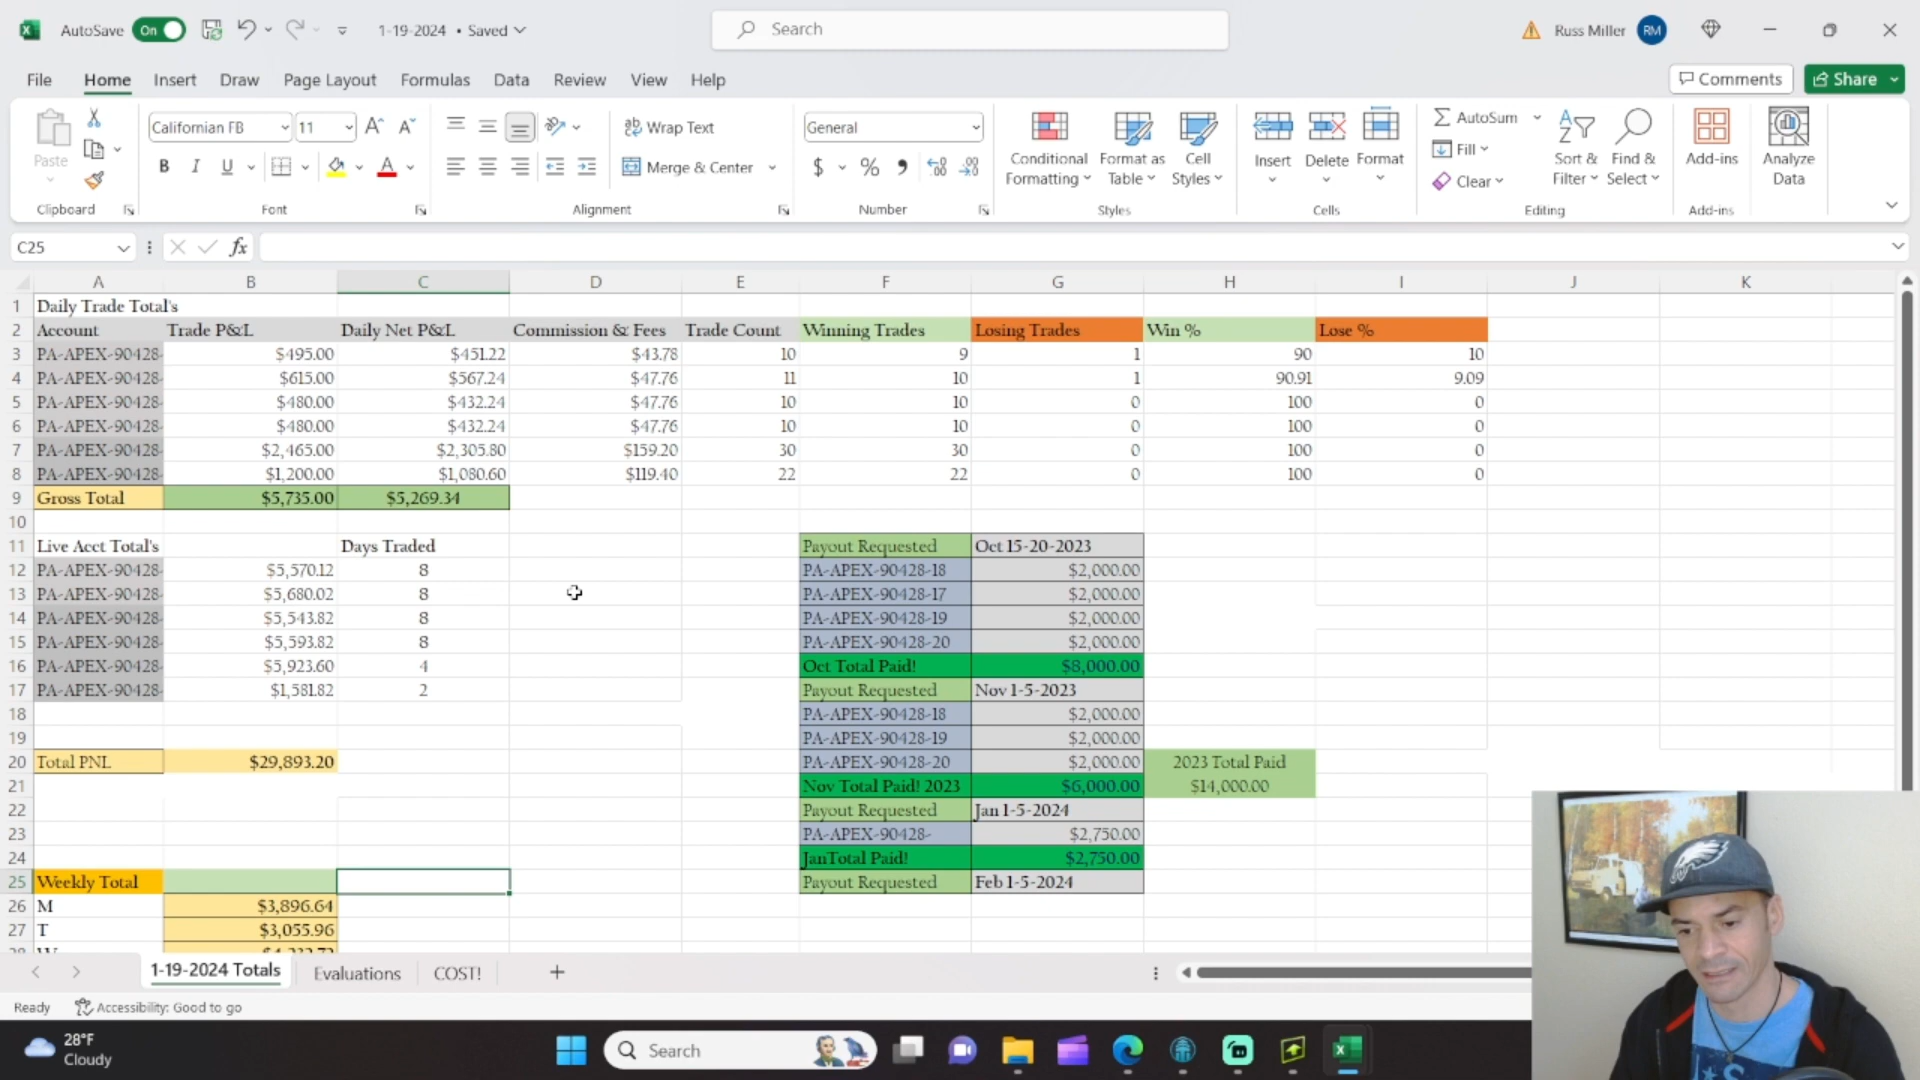 AutoSave On 1-19-2024 • Saved Search Russ Miller RM
File Home Insert Draw Page Layout Formulas Data Review View Help Comments Share
Paste Californian FB 11 Wrap Text General Conditional Formatting Format as Table Cell Styles Insert Delete Format AutoSum Fill Clear Sort & Filter Find & Select Add-ins Analyze Data
B I U Merge & Center $ %
Clipboard Font Alignment Number Styles Cells Editing Add-ins
C25 fx
A B C D E F G H I J K
1 Daily Trade Total's
2 Account Trade P&L Daily Net P&L Commission & Fees Trade Count Winning Trades Losing Trades Win % Lose %
3 PA-APEX-90428- $495.00 $451.22 $43.78 10 9 1 90 10
4 PA-APEX-90428- $615.00 $567.24 $47.76 11 10 1 90.91 9.09
5 PA-APEX-90428- $480.00 $432.24 $47.76 10 10 0 100 0
6 PA-APEX-90428- $480.00 $432.24 $47.76 10 10 0 100 0
7 PA-APEX-90428- $2,465.00 $2,305.80 $159.20 30 30 0 100 0
8 PA-APEX-90428- $1,200.00 $1,080.60 $119.40 22 22 0 100 0
9 Gross Total $5,735.00 $5,269.34
10
11 Live Acct Total's Days Traded Payout Requested Oct 15-20-2023
12 PA-APEX-90428- $5,570.12 8 PA-APEX-90428-18 $2,000.00
13 PA-APEX-90428- $5,680.02 8 PA-APEX-90428-17 $2,000.00
14 PA-APEX-90428- $5,543.82 8 PA-APEX-90428-19 $2,000.00
15 PA-APEX-90428- $5,593.82 8 PA-APEX-90428-20 $2,000.00
16 PA-APEX-90428- $5,923.60 4 Oct Total Paid! $8,000.00
17 PA-APEX-90428- $1,581.82 2 Payout Requested Nov 1-5-2023
18 PA-APEX-90428-18 $2,000.00
19 PA-APEX-90428-19 $2,000.00
20 Total PNL $29,893.20 PA-APEX-90428-20 $2,000.00 2023 Total Paid
21 Nov Total Paid! 2023 $6,000.00 $14,000.00
22 Payout Requested Jan 1-5-2024
23 PA-APEX-90428- $2,750.00
24 JanTotal Paid! $2,750.00
25 Weekly Total Payout Requested Feb 1-5-2024
26 M $3,896.64
27 T $3,055.96
1-19-2024 Totals Evaluations COST!
Ready Accessibility: Good to go
28°F
Cloudy
Search